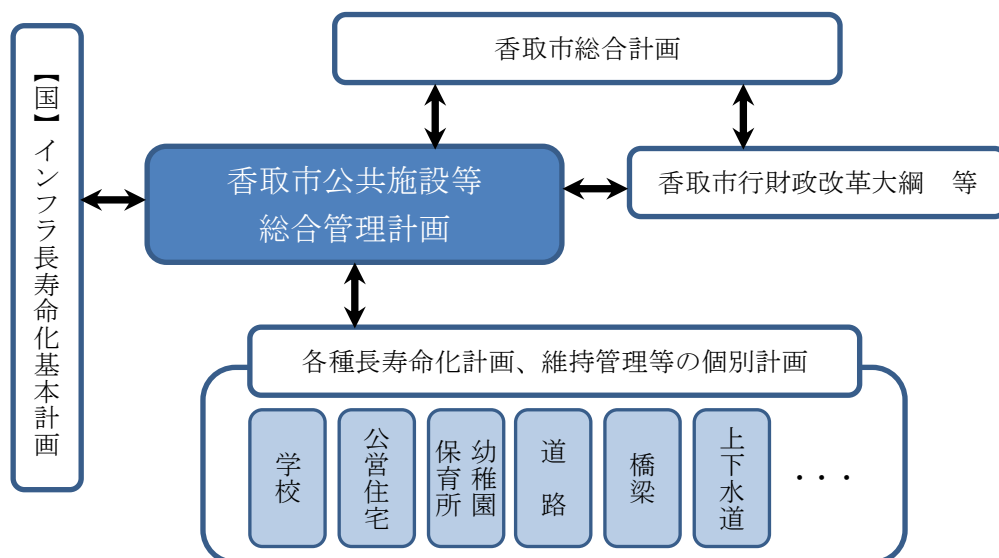 香取市総合計画
【国】インフラ長寿命化基本計画
香取市公共施設等
総合管理計画
香取市行財政改革大綱　等
各種長寿命化計画、維持管理等の個別計画
学校
公営住宅
幼稚園
保育所
道　路
橋梁
上下水道
・・・